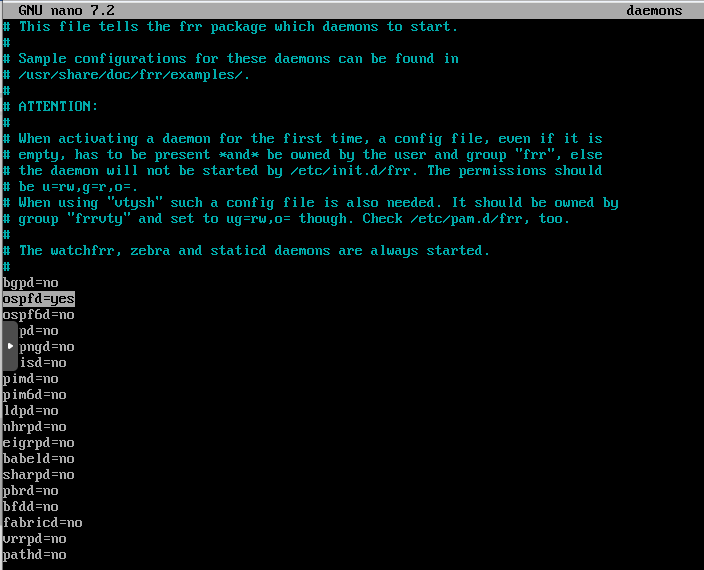 GNU nano 7.2 daemons
# This file tells the frr package which daemons to start.
#
# Sample configurations for these daemons can be found in
# /usr/share/doc/frr/examples/.
#
# ATTENTION:
#
# When activating a daemon for the first time, a config file, even if it is
# empty, has to be present *and* be owned by the user and group "frr", else
# the daemon will not be started by /etc/init.d/frr. The permissions should
# be u=rw,g=r,o=.
# When using "vtysh" such a config file is also needed. It should be owned by
# group "frrvty" and set to ug=rw,o= though. Check /etc/pam.d/frr, too.
#
# The watchfrr, zebra and staticd daemons are always started.
#
bgpd=no
ospfd=yes
ospf6d=no
pd=no
pngd=no
isd=no
pimd=no
pim6d=no
ldpd=no
nhrpd=no
eigrpd=no
babeld=no
sharpd=no
pbrd=no
bfdd=no
fabricd=no
vrrpd=no
pathd=no